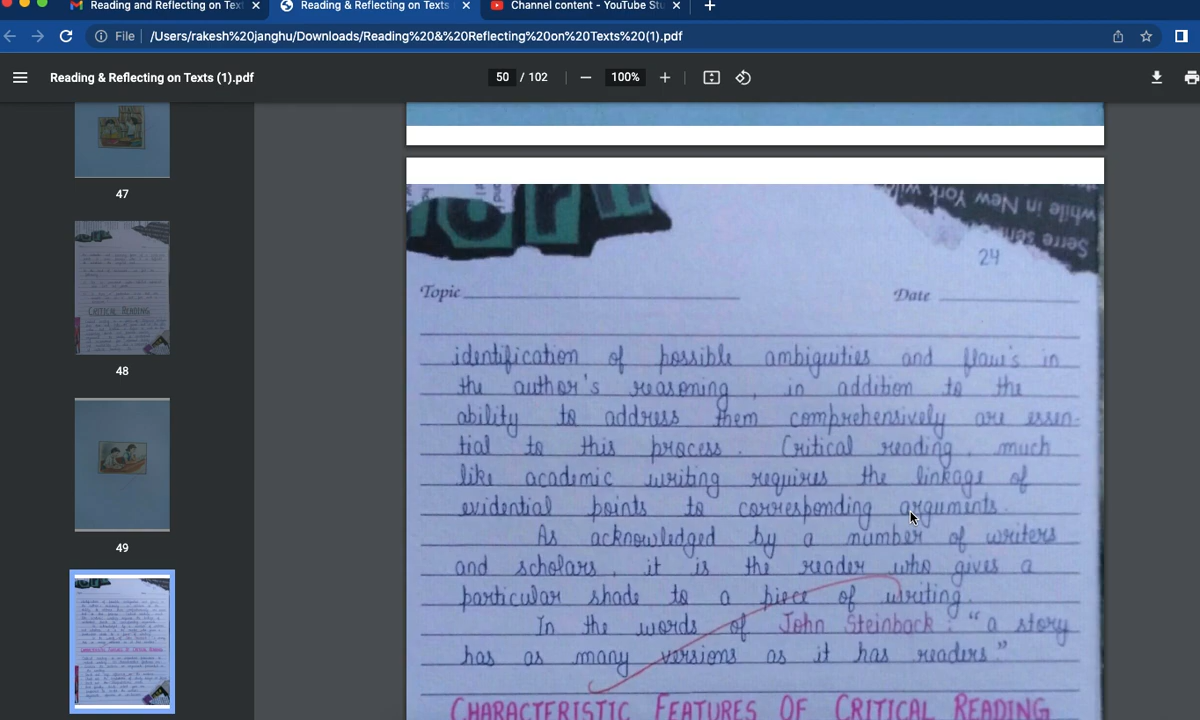 Reading and Reflecting on Tex
Reading & Reflecting on Texts
Channel content - YouTube Stu
File
/Users/rakesh%20janghu/Downloads/Reading%20&%20Reflecting%20on%20Texts%20(1).pdf
Reading & Reflecting on Texts (1).pdf
50 / 102
100%
47
CRITICAL READING
48
49
while in New York
24
Topic
Date
identification of possible ambiguities and flaw's in
the author's reasoning, in addition to the
ability to address them comprehensively are essen-
tial to this process. Critical reading, much
like academic writing requires the linkage of
evidential points to corresponding arguments.
As acknowledged by a number of writers
and scholars, it is the reader who gives a
particular shade to a piece of writing.
In the words of John Steinback: "a story
has as many versions as it has readers"
CHARACTERISTIC FEATURES OF CRITICAL READING